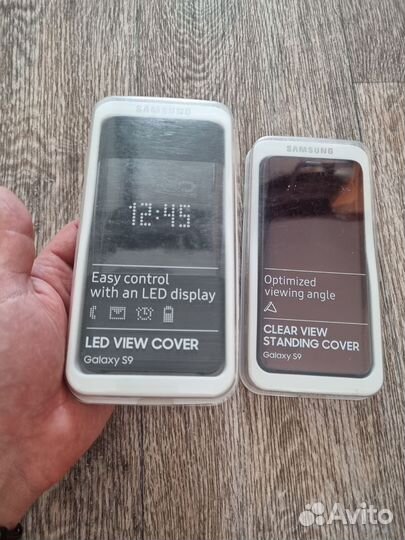 SAMSUNG
12:45
Easy control
with an LED display
LED VIEW COVER
Galaxy S9
SAMSUNG
Optimized
viewing angle
CLEAR VIEW
STANDING COVER
Galaxy S9
Avito